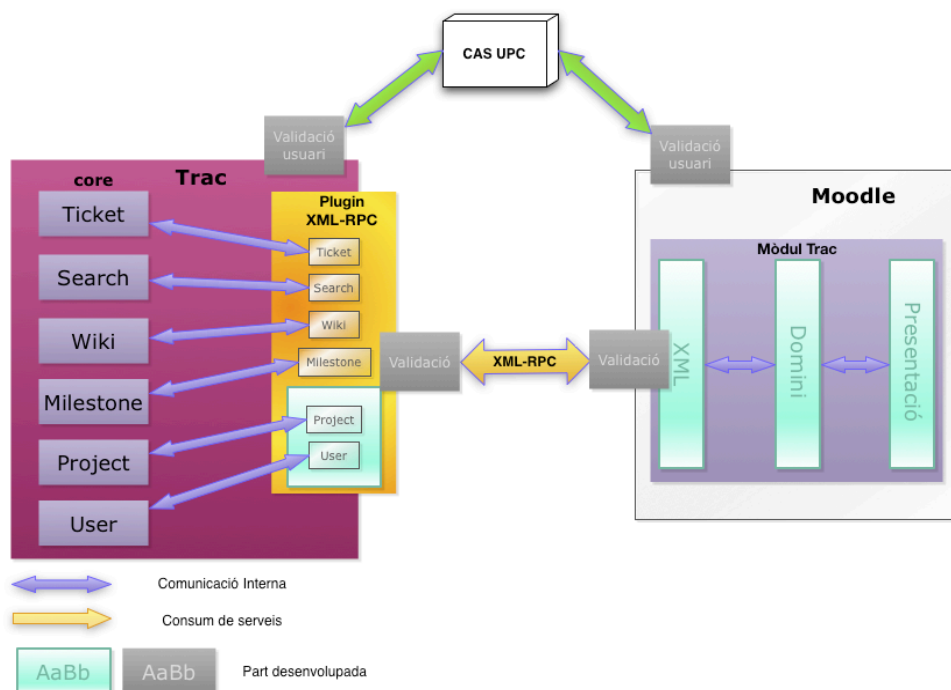 CAS UPC
Validació
usuari
Validació
usuari
Trac
core
Ticket
Search
Wiki
Milestone
Project
User
Plugin
XML-RPC
Ticket
Search
Wiki
Milestone
Project
User
Validació
XML-RPC
Validació
Moodle
Mòdul Trac
XML
Domini
Presentació
Comunicació Interna
Consum de serveis
AaBb
AaBb
Part desenvolupada